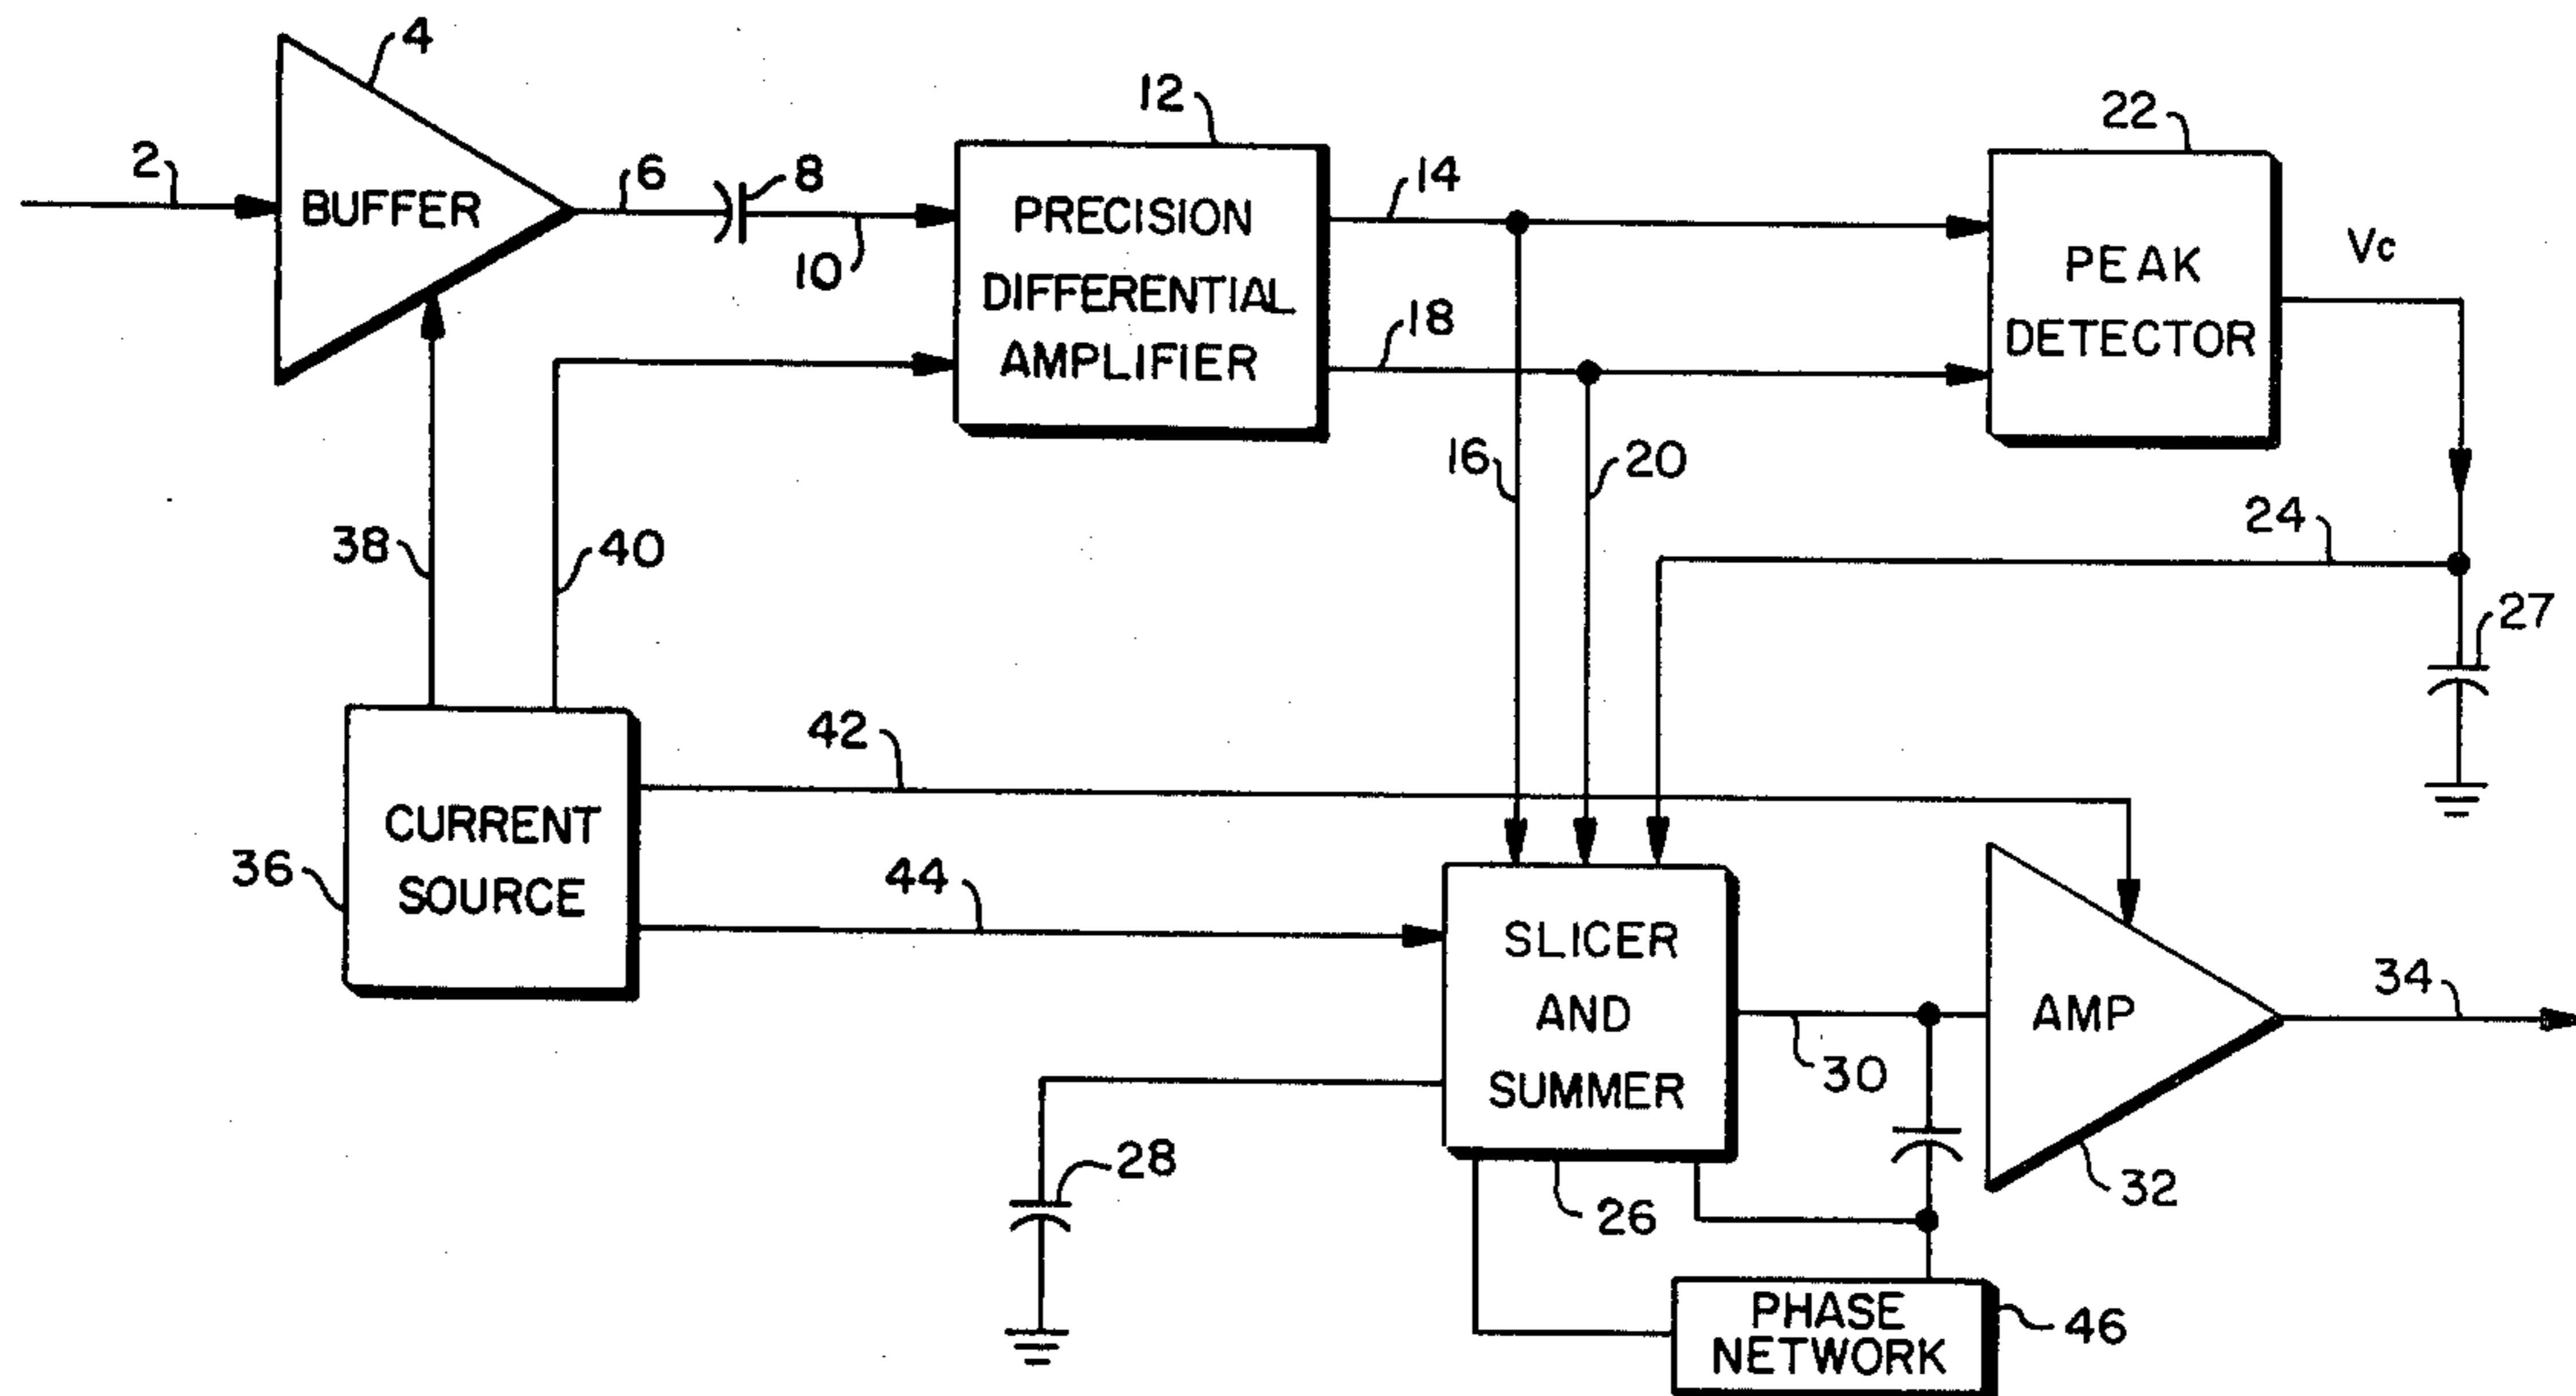 4
12
22
2
BUFFER
6
8
10
PRECISION
DIFFERENTIAL
AMPLIFIER
14
18
PEAK
DETECTOR
Vc
16
20
24
38
40
27
42
CURRENT
SOURCE
36
44
SLICER
AND
SUMMER
AMP
34
30
28
26
32
PHASE
NETWORK
46